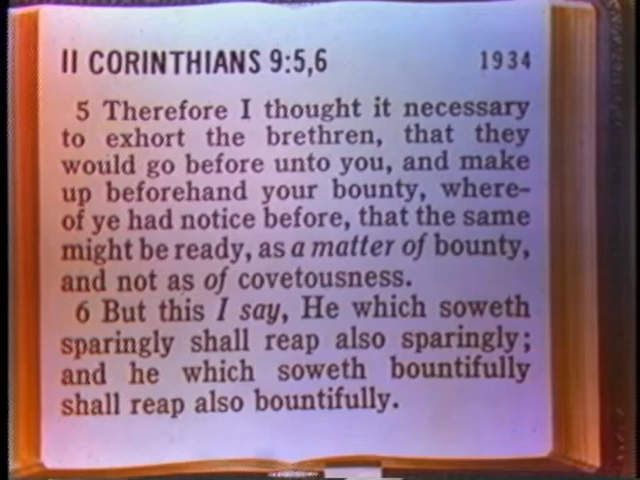 II CORINTHIANS 9:5,6 1934
5 Therefore I thought it necessary
to exhort the brethren, that they
would go before unto you, and make
up beforehand your bounty, where-
of ye had notice before, that the same
might be ready, as a matter of bounty,
and not as of covetousness.
6 But this I say, He which soweth
sparingly shall reap also sparingly;
and he which soweth bountifully
shall reap also bountifully.